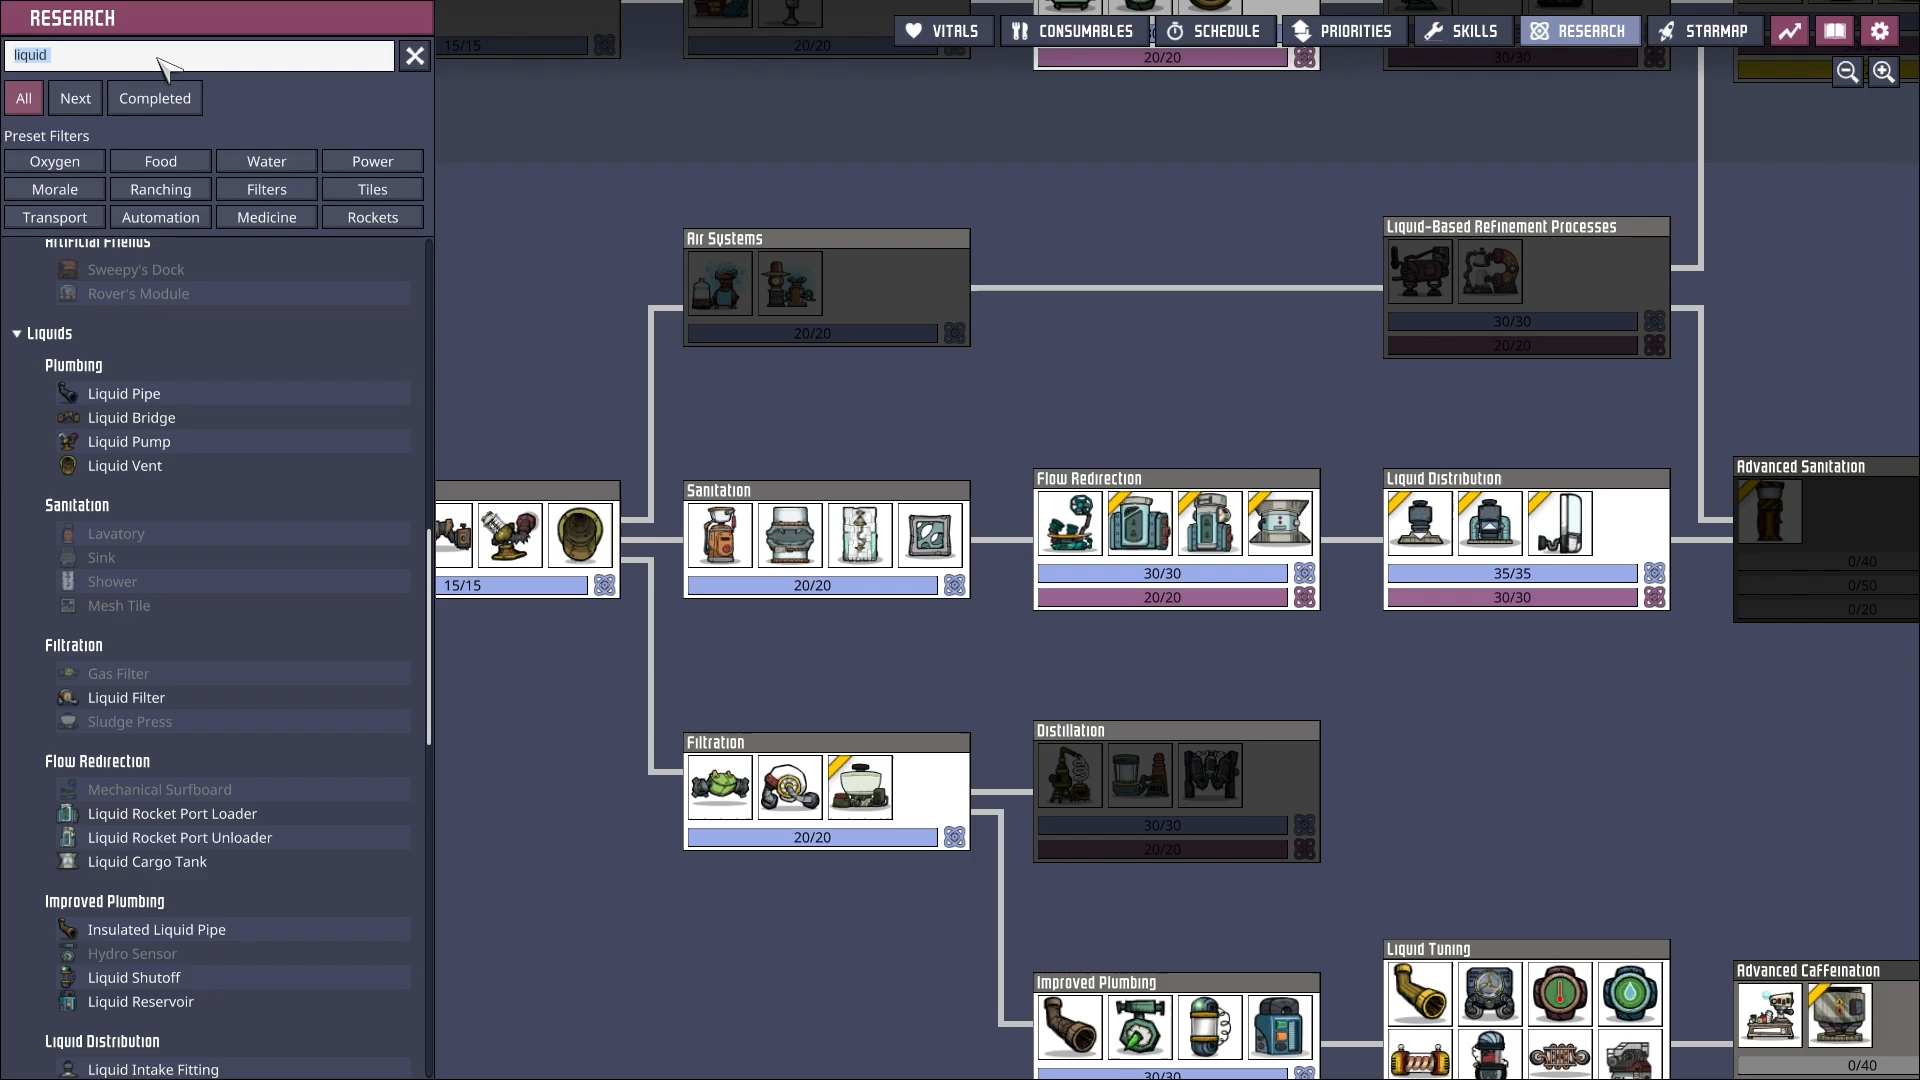 RESEARCH
liquid
All
Next
Completed
Preset Filters
Oxygen
Food
Water
Power
Morale
Ranching
Filters
Tiles
Transport
Automation
Medicine
Rockets
Artificial Friends
Sweepy's Dock
Rover's Module
Liquids
Plumbing
Liquid Pipe
Liquid Bridge
Liquid Pump
Liquid Vent
Sanitation
Lavatory
Sink
Shower
Mesh Tile
Filtration
Gas Filter
Liquid Filter
Sludge Press
Flow Redirection
Mechanical Surfboard
Liquid Rocket Port Loader
Liquid Rocket Port Unloader
Liquid Cargo Tank
Improved Plumbing
Insulated Liquid Pipe
Hydro Sensor
Liquid Shutoff
Liquid Reservoir
Liquid Distribution
Liquid Intake Fitting
VITALS
CONSUMABLES
SCHEDULE
PRIORITIES
SKILLS
RESEARCH
STARMAP
15/15
20/20
20/20
30/30
Air Systems
20/20
Liquid-Based Refinement Processes
30/30
20/20
15/15
Sanitation
20/20
Flow Redirection
30/30
20/20
Liquid Distribution
35/35
30/30
Advanced Sanitation
0/40
0/50
0/20
Filtration
20/20
Distillation
30/30
20/20
Improved Plumbing
30/30
Liquid Tuning
Advanced Caffeination
0/40